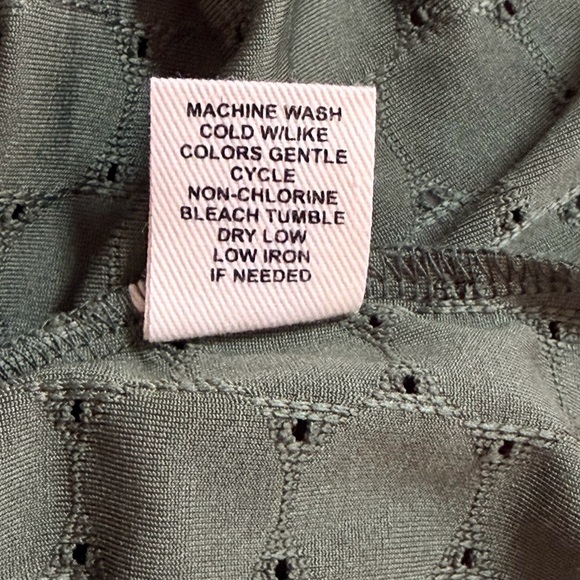 MACHINE WASH
COLD W/LIKE
COLORS GENTLE
CYCLE
NON-CHLORINE
BLEACH TUMBLE
DRY LOW
LOW IRON
IF NEEDED